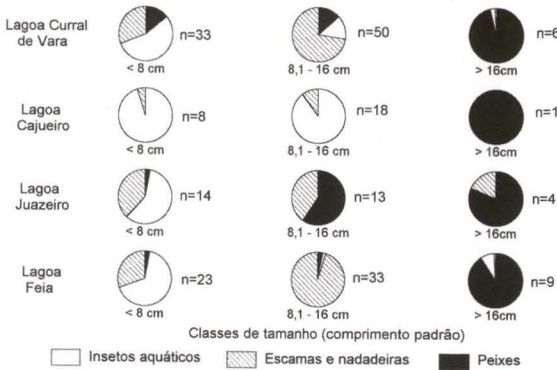 Lagoa Curral
de Vara
n=33
n=50
n=6
< 8 cm
8,1 - 16 cm
> 16cm
Lagoa
Cajueiro
n=8
n=18
n=1
< 8 cm
8,1 - 16 cm
> 16cm
Lagoa
Juazeiro
n=14
n=13
n=4
< 8 cm
8,1 - 16 cm
> 16cm
Lagoa
Feia
n=23
n=33
n=9
< 8 cm
8,1 - 16 cm
> 16cm
Classes de tamanho (comprimento padrão)
Insetos aquáticos
Escamas e nadadeiras
Peixes